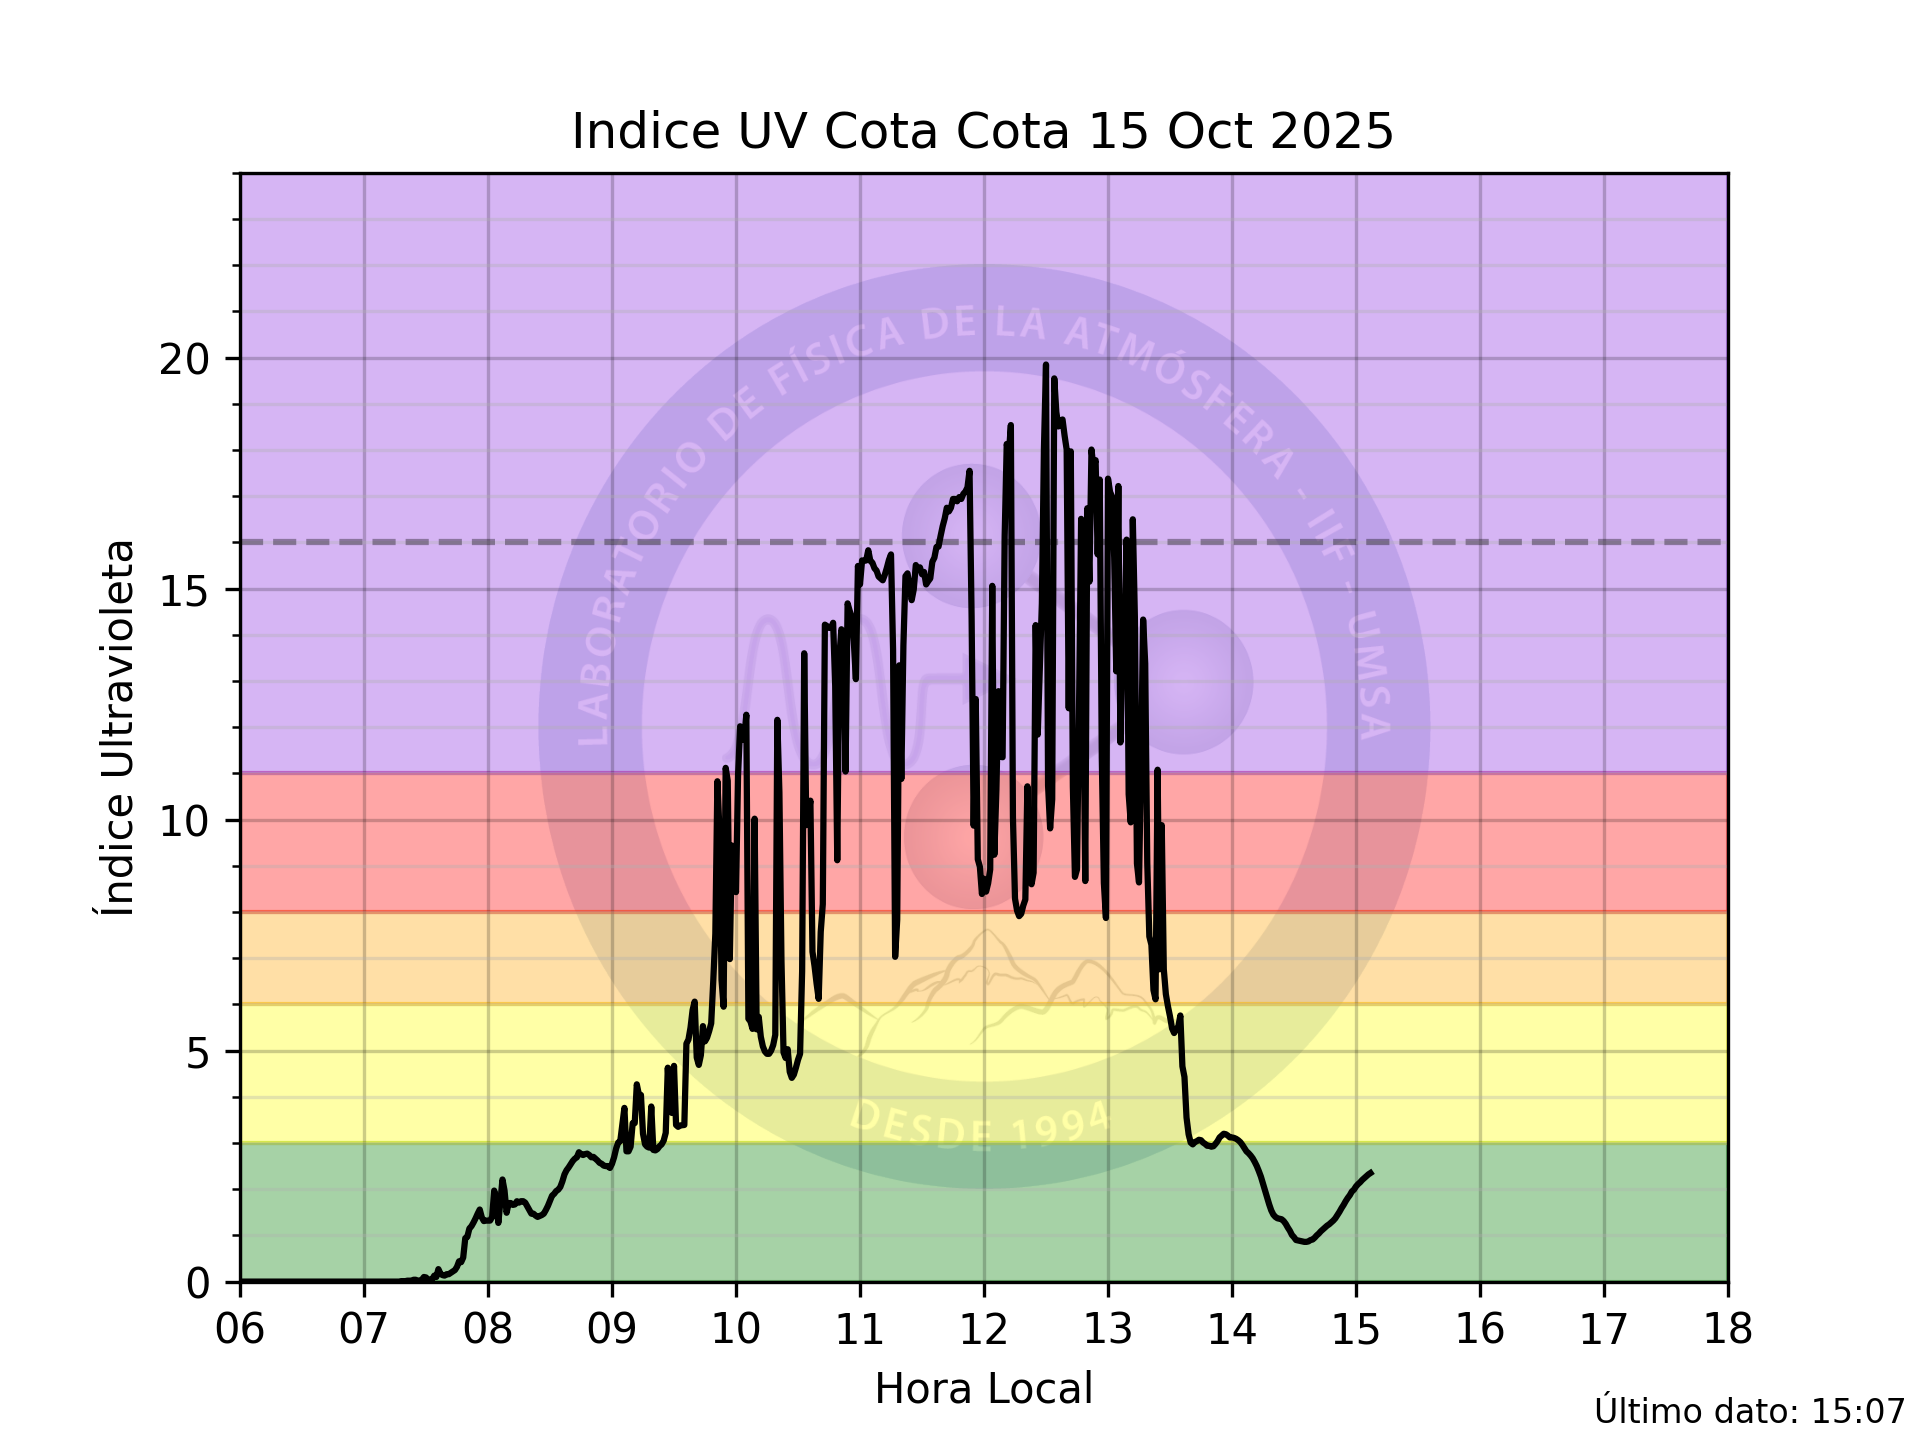 Indice UV Cota Cota 15 Oct 2025
Índice Ultravioleta
20
15
10
5
0
LABORATORIO DE FÍSICA DE LA ATMÓSFERA - IIF - UMSA
DESDE 1994
06 07 08 09 10 11 12 13 14 15 16 17 18
Hora Local
Último dato: 15:07